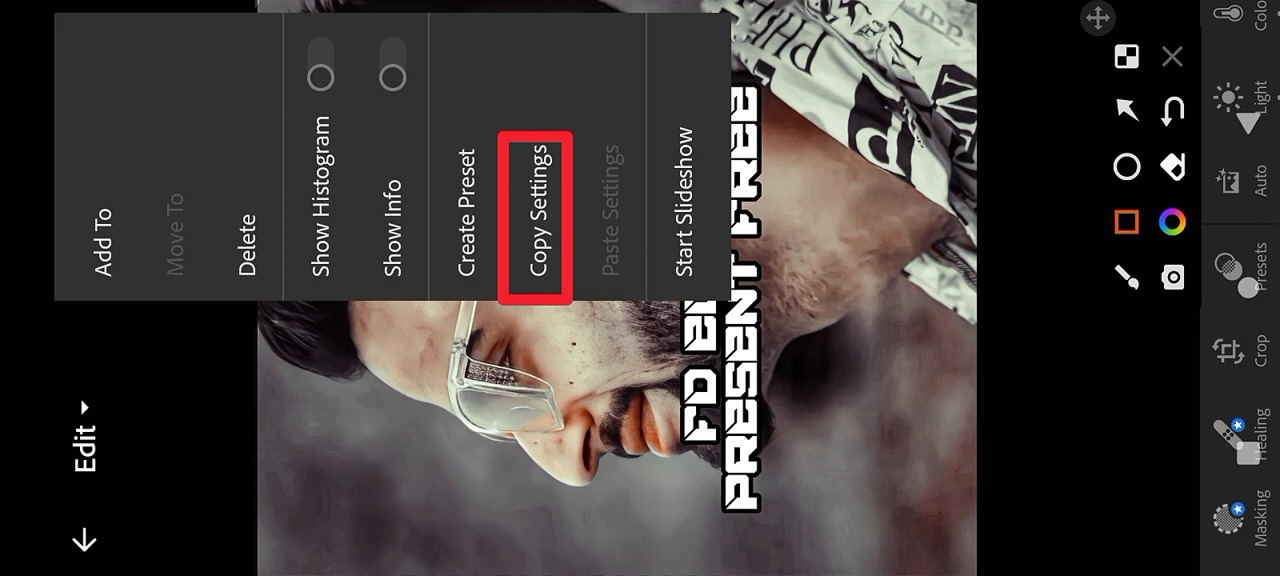 Edit
Add To
Move To
Delete
Show Histogram
Show Info
Create Preset
Copy Settings
Paste Settings
Start Slideshow
FD
PRESENT FREE
Masking
Healing
Crop
Presets
Auto
Light